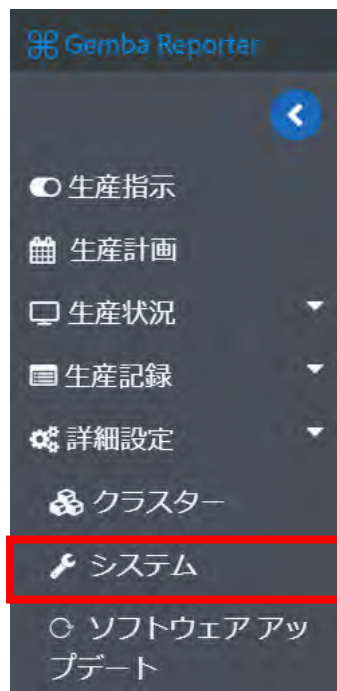 Gemba Reporter
生産指示
生産計画
生産状況
生産記録
詳細設定
クラスター
システム
ソフトウェア アッ
プデート